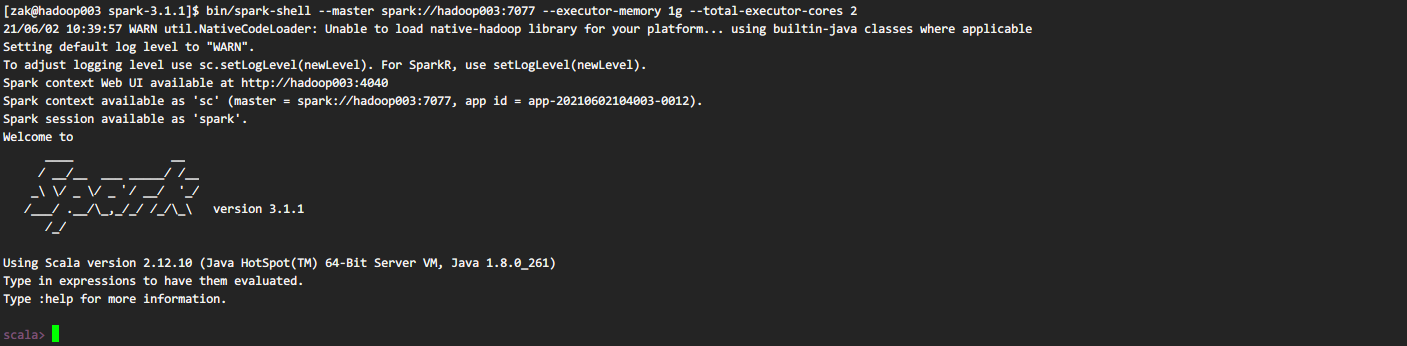 [zak@hadoop003 spark-3.1.1]$ bin/spark-shell --master spark://hadoop003:7077 --executor-memory 1g --total-executor-cores 2
21/06/02 10:39:57 WARN util.NativeCodeLoader: Unable to load native-hadoop library for your platform... using builtin-java classes where applicable
Setting default log level to "WARN".
To adjust logging level use sc.setLogLevel(newLevel). For SparkR, use setLogLevel(newLevel).
Spark context Web UI available at http://hadoop003:4040
Spark context available as 'sc' (master = spark://hadoop003:7077, app id = app-20210602104003-0012).
Spark session available as 'spark'.
Welcome to
      ____              __
     / __/__  ___ _____/ /__
    _\ \/ _ \/ _ `/ __/  '_/
   /___/ .__/\_,_/_/ /_/\_\   version 3.1.1
      /_/
Using Scala version 2.12.10 (Java HotSpot(TM) 64-Bit Server VM, Java 1.8.0_261)
Type in expressions to have them evaluated.
Type :help for more information.
scala>